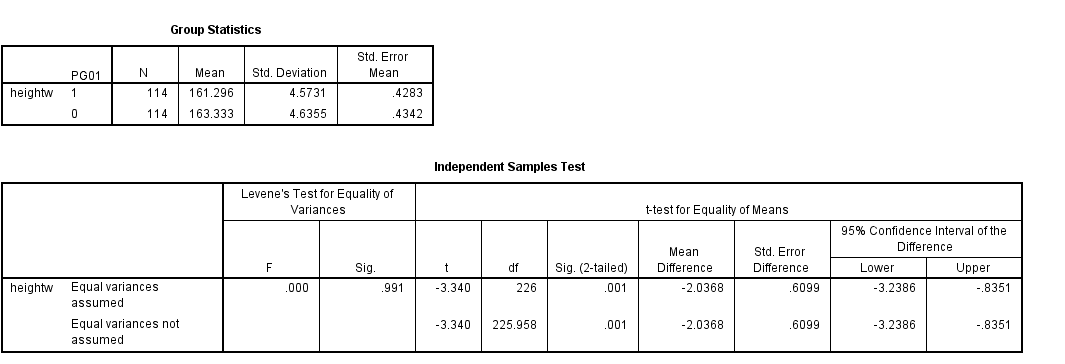 Group Statistics
PG01 N Mean Std. Deviation Std. Error Mean
heightw 1 114 161.296 4.5731 .4283
0 114 163.333 4.6355 .4342
Independent Samples Test
Levene's Test for Equality of Variances
t-test for Equality of Means
95% Confidence Interval of the Difference
F Sig. t df Sig. (2-tailed) Mean Difference Std. Error Difference Lower Upper
heightw Equal variances assumed .000 .991 -3.340 226 .001 -2.0368 .6099 -3.2386 -.8351
Equal variances not assumed -3.340 225.958 .001 -2.0368 .6099 -3.2386 -.8351